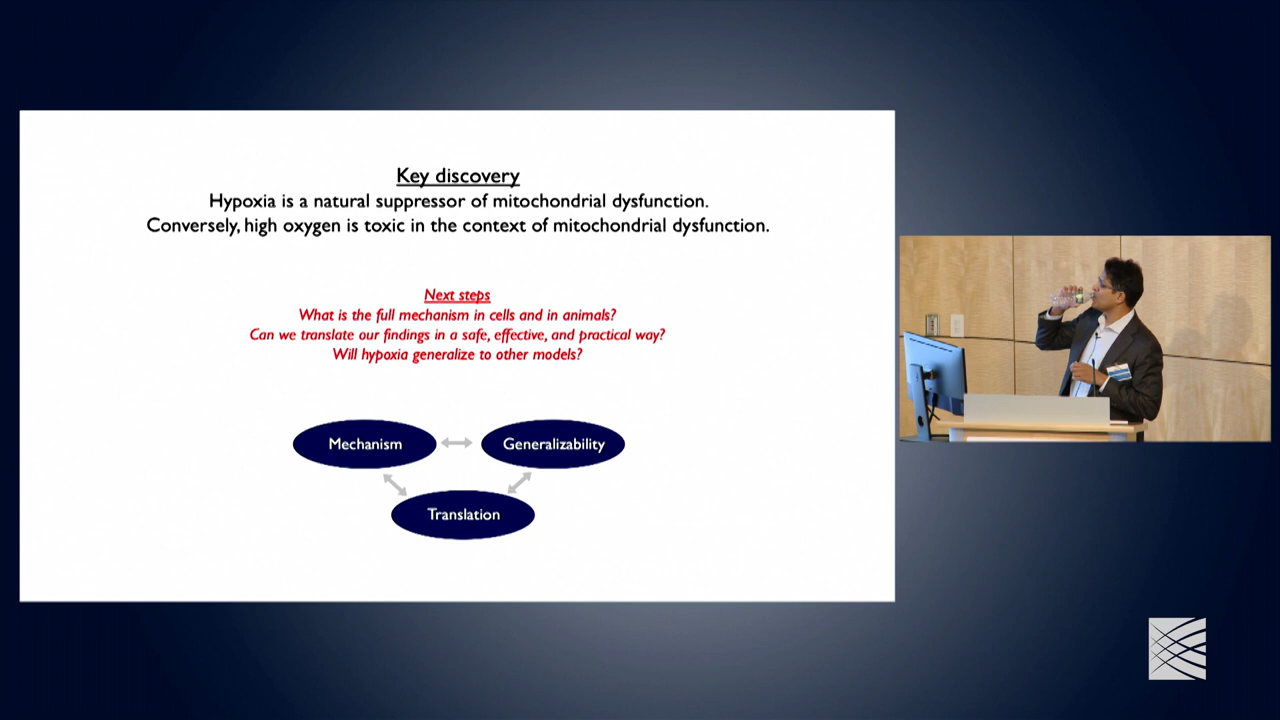 Key discovery
Hypoxia is a natural suppressor of mitochondrial dysfunction.
Conversely, high oxygen is toxic in the context of mitochondrial dysfunction.
Next steps
What is the full mechanism in cells and in animals?
Can we translate our findings in a safe, effective, and practical way?
Will hypoxia generalize to other models?
Mechanism
Generalizability
Translation